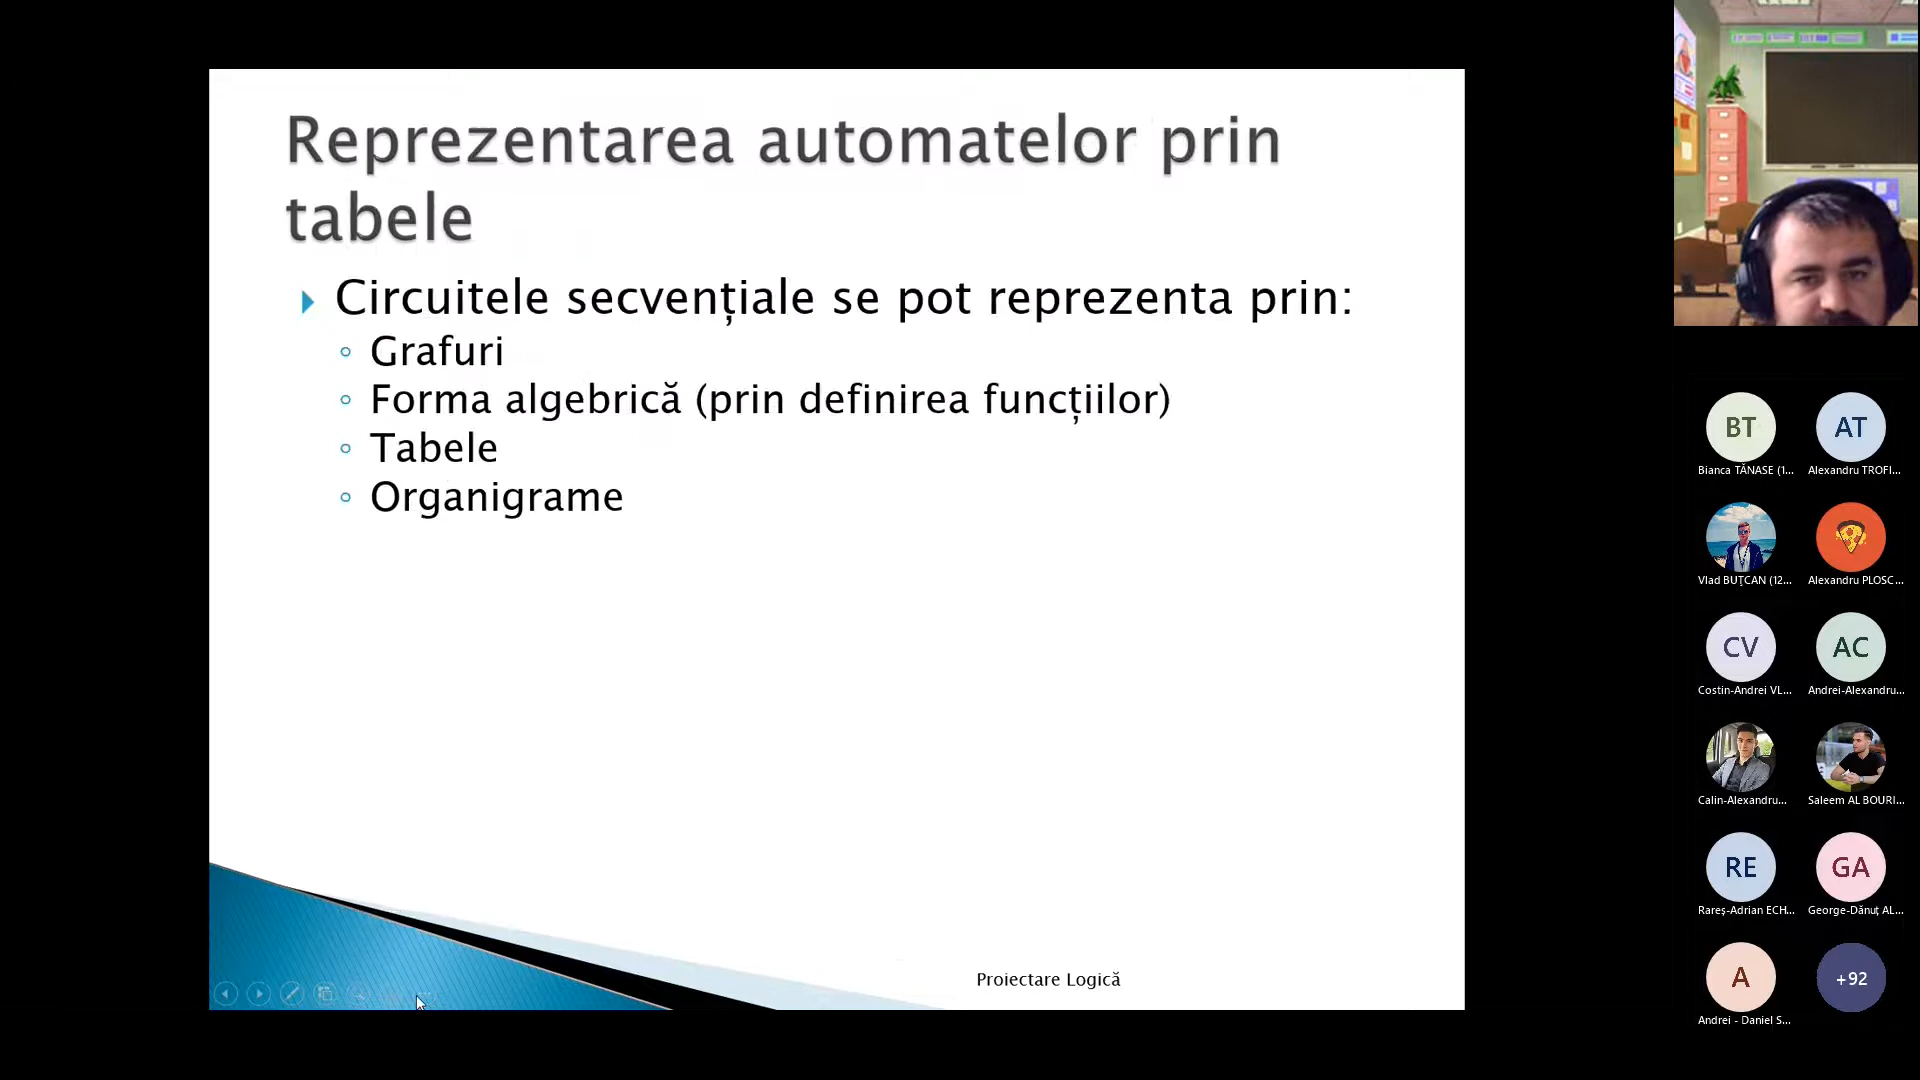 Reprezentarea automatelor prin
tabele
Circuitele secvențiale se pot reprezenta prin:
Grafuri
Forma algebrică (prin definirea funcțiilor)
Tabele
Organigrame
Proiectare Logică
BT
AT
Bianca TĂNASE (1...
Alexandru TROFI...
Vlad BUȚCAN (12...
Alexandru PLOSC...
CV
AC
Costin-Andrei VL...
Andrei-Alexandru...
Calin-Alexandru...
Saleem AL BOURI...
RE
GA
Rareș-Adrian ECH...
George-Dănuț AL...
A
+92
Andrei - Daniel S...